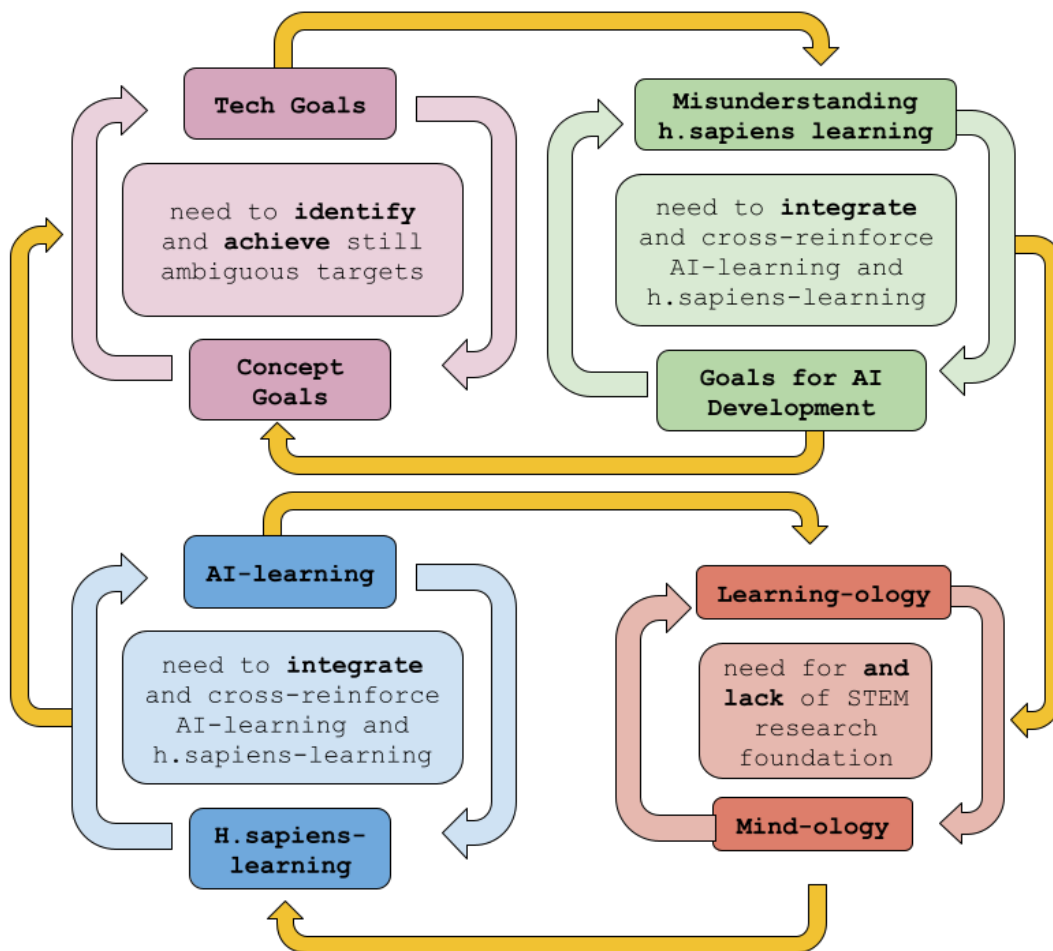 Tech Goals
need to identify
and achieve still
ambiguous targets
Concept
Goals
Misunderstanding
h.sapiens learning
need to integrate
and cross-reinforce
AI-learning and
h.sapiens-learning
Goals for AI
Development
AI-learning
need to integrate
and cross-reinforce
AI-learning and
h.sapiens-learning
H.sapiens-
learning
Learning-ology
need for and
lack of STEM
research
foundation
Mind-ology